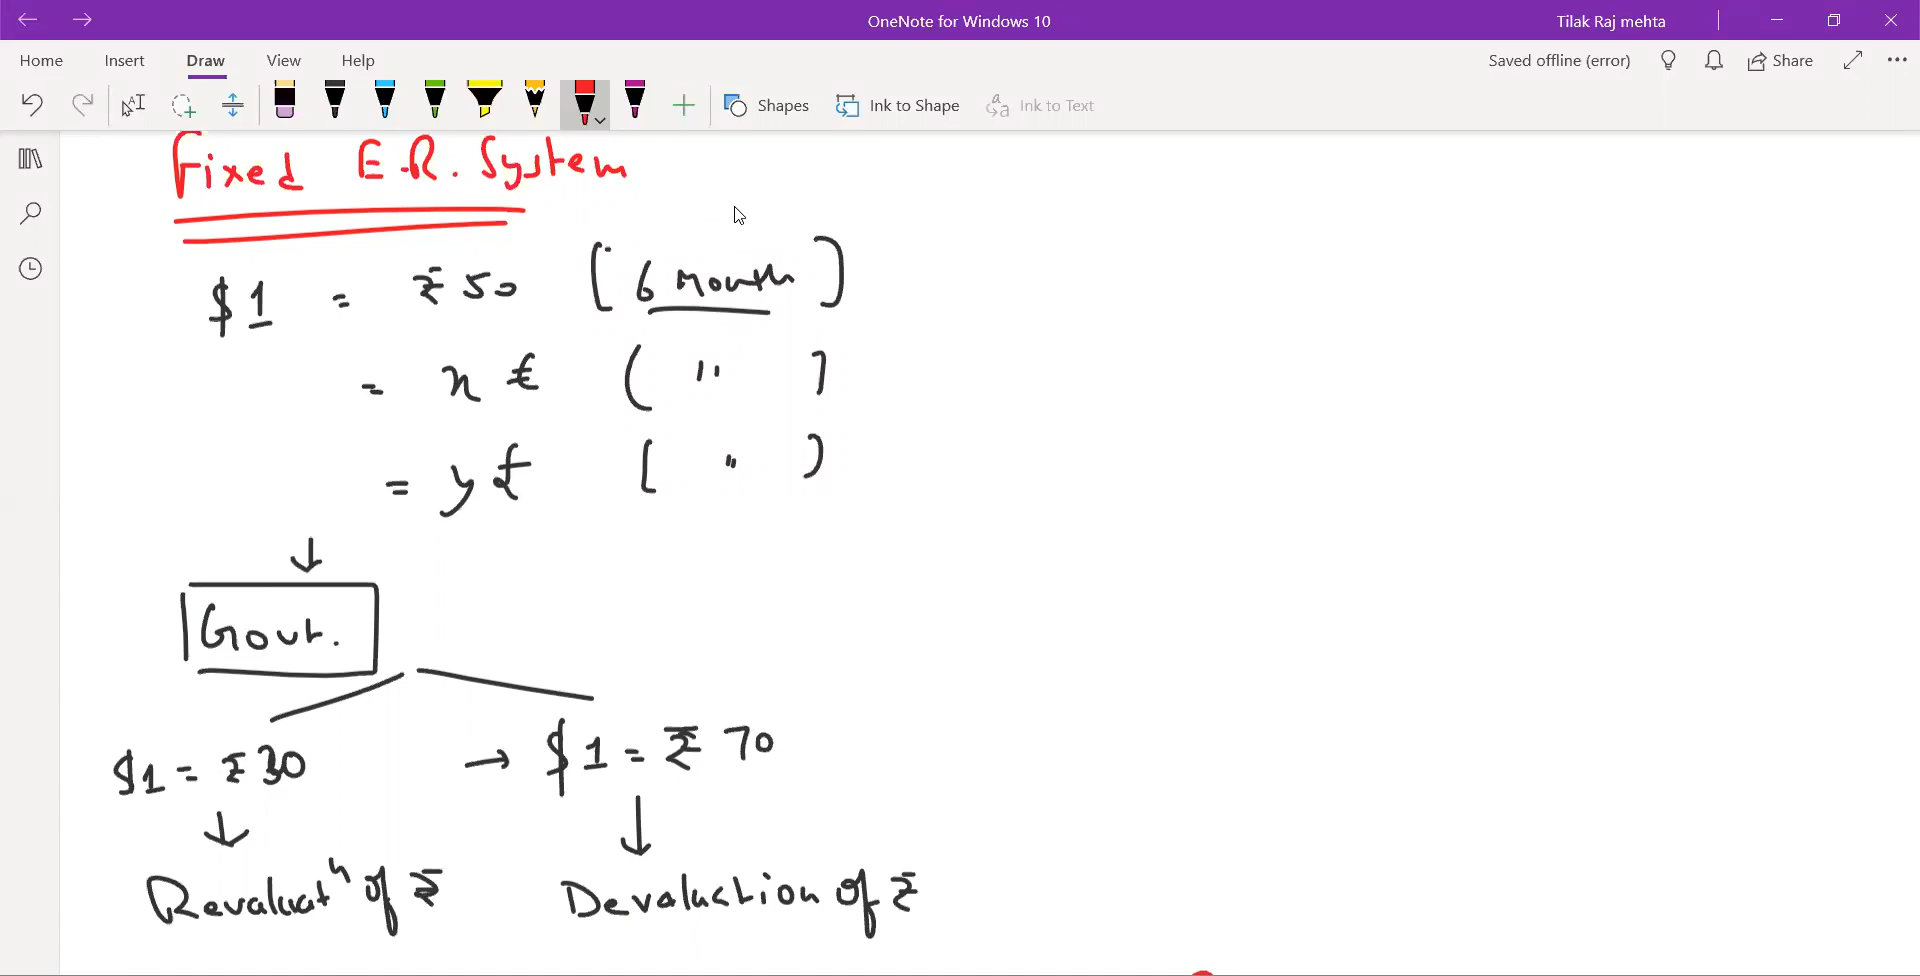 OneNote for Windows 10
Tilak Raj mehta
Home Insert Draw View Help
Saved offline (error) Share
Shapes Ink to Shape Ink to Text
Fixed E.R. System
$ 1 = ₹ 50 [6 Month]
= x € ( " ]
= y £ [ " )
Govt.
$1 = ₹ 30 → $ 1 = ₹ 70
Revaluatⁿ of ₹ Devaluction of ₹